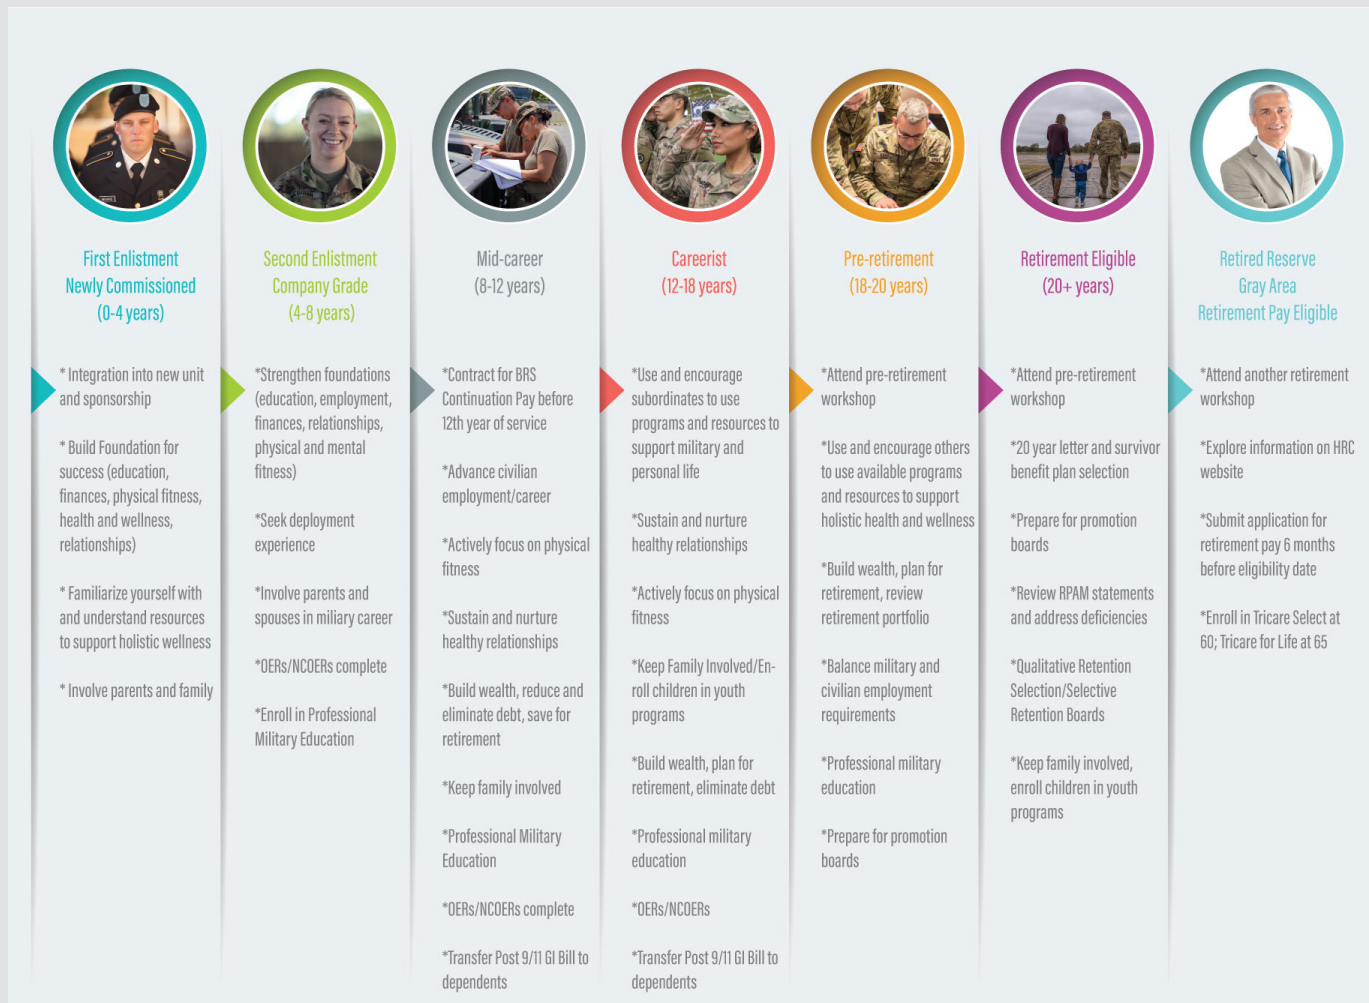 First Enlistment
Newly Commissioned
(0-4 years)
* Integration into new unit
and sponsorship
* Build Foundation for
success (education,
finances, physical fitness,
health and wellness,
relationships)
* Familiarize yourself with
and understand resources
to support holistic wellness
* Involve parents and family
Second Enlistment
Company Grade
(4-8 years)
*Strengthen foundations
(education, employment,
finances, relationships,
physical and mental
fitness)
*Seek deployment
experience
*Involve parents and
spouses in miliary career
*OERs/NCOERs complete
*Enroll in Professional
Military Education
Mid-career
(8-12 years)
*Contract for BRS
Continuation Pay before
12th year of service
*Advance civilian
employment/career
*Actively focus on physical
fitness
*Sustain and nurture
healthy relationships
*Build wealth, reduce and
eliminate debt, save for
retirement
*Keep family involved
*Professional Military
Education
*OERs/NCOERs complete
*Transfer Post 9/11 GI Bill to
dependents
Careerist
(12-18 years)
*Use and encourage
subordinates to use
programs and resources to
support military and
personal life
*Sustain and nurture
healthy relationships
*Actively focus on physical
fitness
*Keep Family Involved/En-
roll children in youth
programs
*Build wealth, plan for
retirement, eliminate debt
*Professional military
education
*OERs/NCOERs
*Transfer Post 9/11 GI Bill to
dependents
Pre-retirement
(18-20 years)
*Attend pre-retirement
workshop
*Use and encourage others
to use available programs
and resources to support
holistic health and wellness
*Build wealth, plan for
retirement, review
retirement portfolio
*Balance military and
civilian employment
requirements
*Professional military
education
*Prepare for promotion
boards
Retirement Eligible
(20+ years)
*Attend pre-retirement
workshop
*20 year letter and survivor
benefit plan selection
*Prepare for promotion
boards
*Review RPAM statements
and address deficiencies
*Qualitative Retention
Selection/Selective
Retention Boards
*Keep family involved,
enroll children in youth
programs
Retired Reserve
Gray Area
Retirement Pay Eligible
*Attend another retirement
workshop
*Explore information on HRC
website
*Submit application for
retirement pay 6 months
before eligibility date
*Enroll in Tricare Select at
60; Tricare for Life at 65